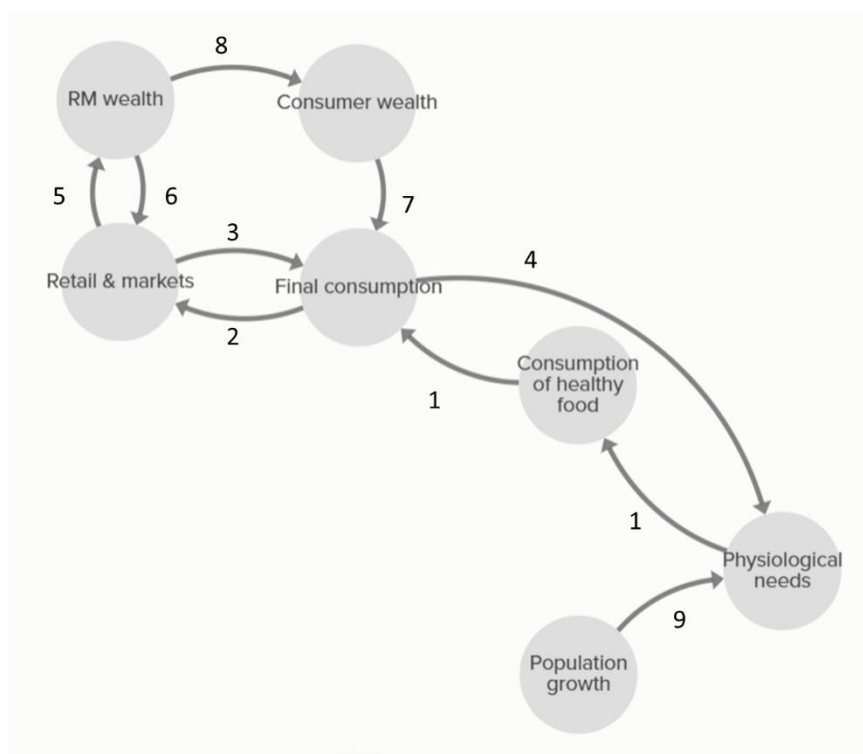 8
RM wealth
Consumer wealth
5
6
7
3
4
Retail & markets
Final consumption
2
Consumption
of healthy
food
1
1
Physiological
needs
9
Population
growth